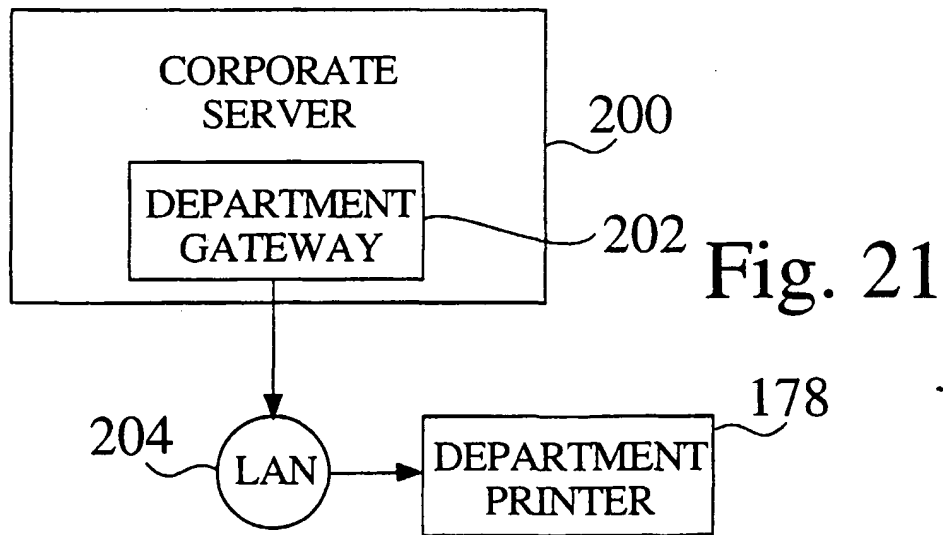 CORPORATE
SERVER
200
DEPARTMENT
GATEWAY
202
Fig. 21
178
204
LAN
DEPARTMENT
PRINTER